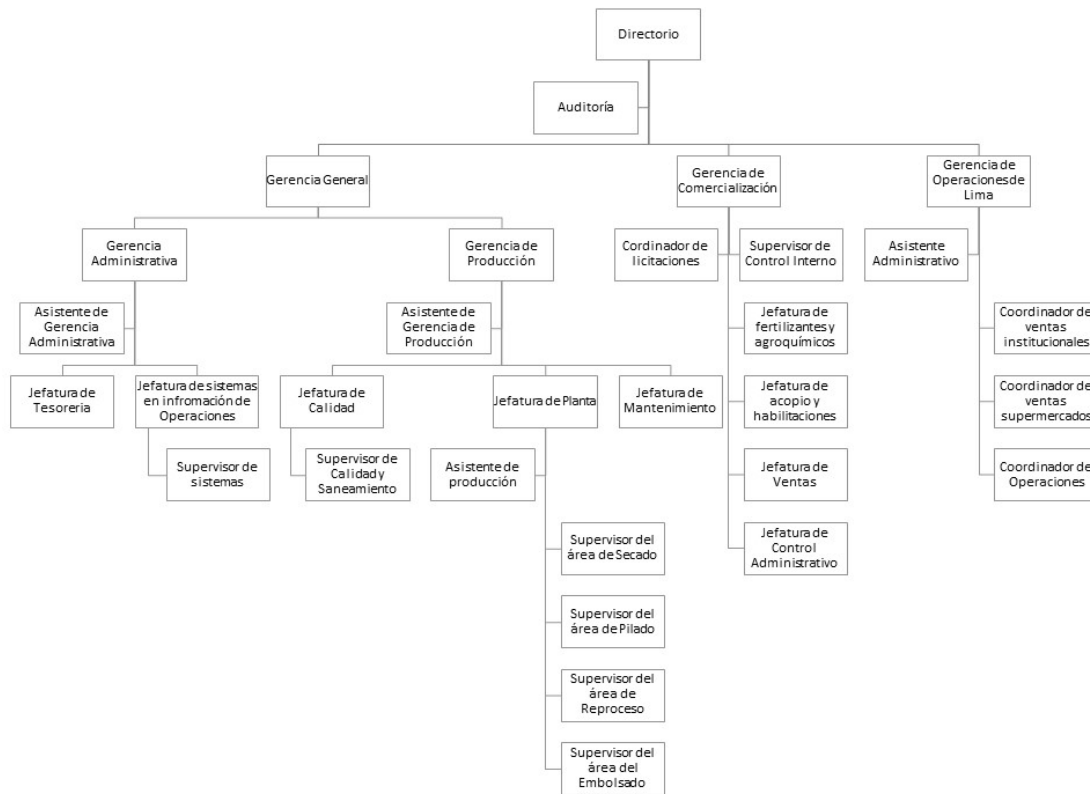 Directorio
Auditoría
Gerencia General
Gerencia de
Comercialización
Gerencia de
Operaciones de
Lima
Gerencia
Administrativa
Gerencia de
Producción
Cordinador de
licitaciones
Supervisor de
Control Interno
Asistente
Administrativo
Asistente de
Gerencia
Administrativa
Asistente de
Gerencia de
Producción
Jefatura de
fertilizantes y
agroquímicos
Coordinador de
ventas
institucionales
Jefatura de
Tesoreria
Jefatura de sistemas
en infromación de
Operaciones
Jefatura de
Calidad
Jefatura de Planta
Jefatura de
Mantenimiento
Jefatura de
acopio y
habilitaciones
Coordinador de
ventas
supermercados
Supervisor de
sistemas
Supervisor de
Calidad y
Saneamiento
Asistente de
producción
Jefatura de
Ventas
Coordinador de
Operaciones
Supervisor del
área de Secado
Jefatura de
Control
Administrativo
Supervisor del
área de Pilado
Supervisor del
área de
Reproceso
Supervisor del
área del
Embolsado